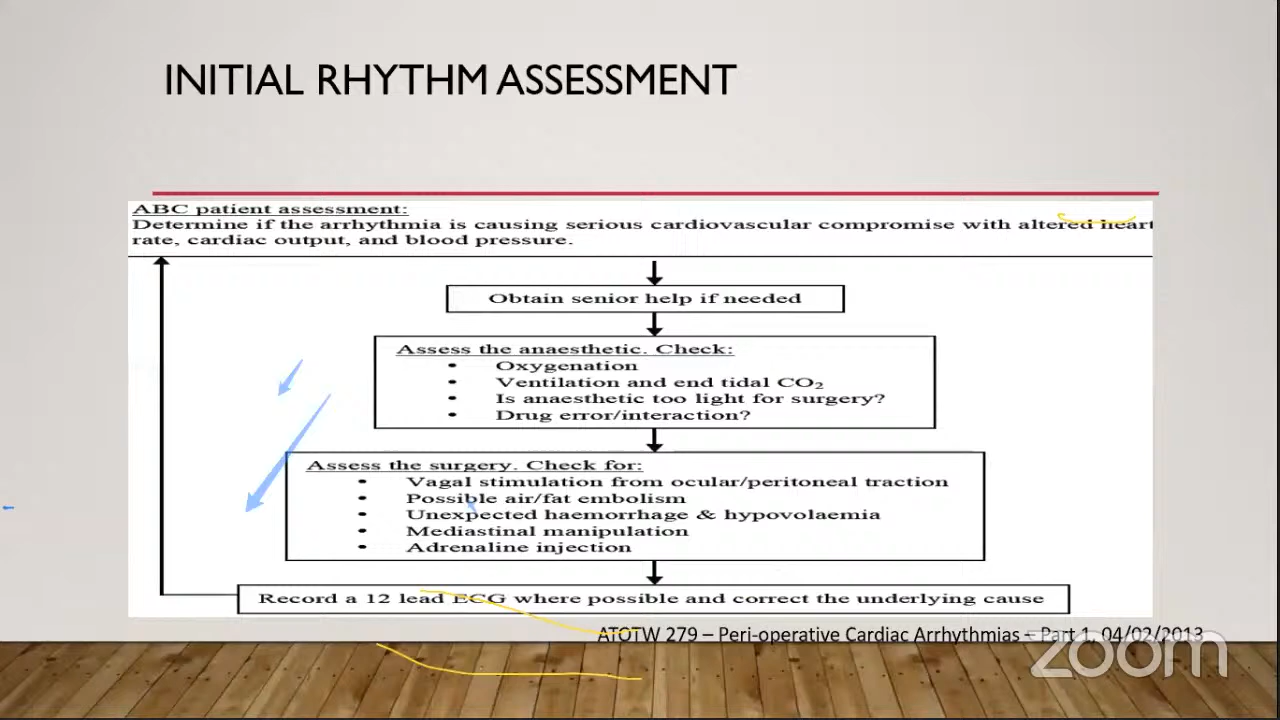 INITIAL RHYTHM ASSESSMENT
ABC patient assessment:
Determine if the arrhythmia is causing serious cardiovascular compromise with altered heart
rate, cardiac output, and blood pressure.
Obtain senior help if needed
Assess the anaesthetic. Check:
• Oxygenation
• Ventilation and end tidal CO₂
• Is anaesthetic too light for surgery?
• Drug error/interaction?
Assess the surgery. Check for:
• Vagal stimulation from ocular/peritoneal traction
• Possible air/fat embolism
• Unexpected haemorrhage & hypovolaemia
• Mediastinal manipulation
• Adrenaline injection
Record a 12 lead ECG where possible and correct the underlying cause
ATOTW 279 – Peri-operative Cardiac Arrhythmias – Part 1, 04/02/2013
zoom